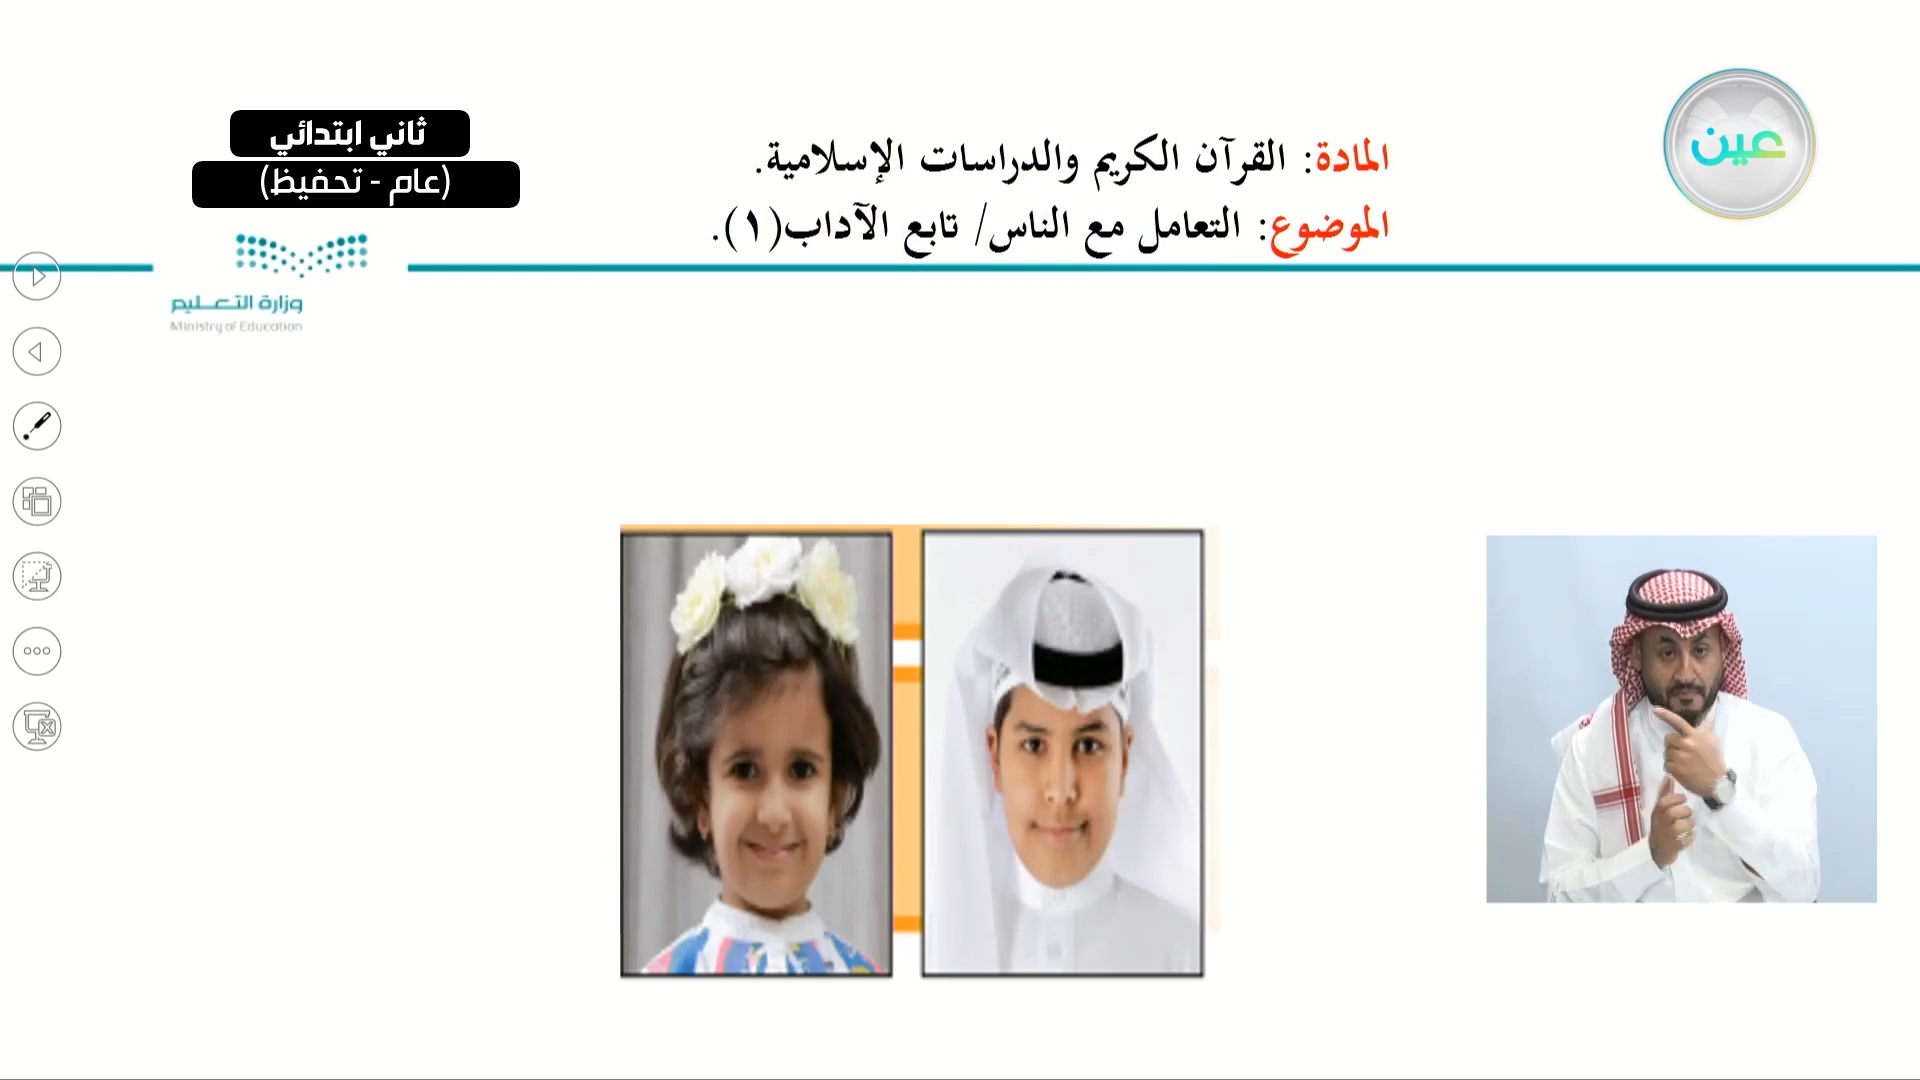 المادة: القرآن الكريم والدراسات الإسلامية.
الموضوع: التعامل مع الناس/ تابع الآداب(١).
عين
ثاني ابتدائي
(عام - تحفيظ)
وزارة التعليم
Ministry of Education